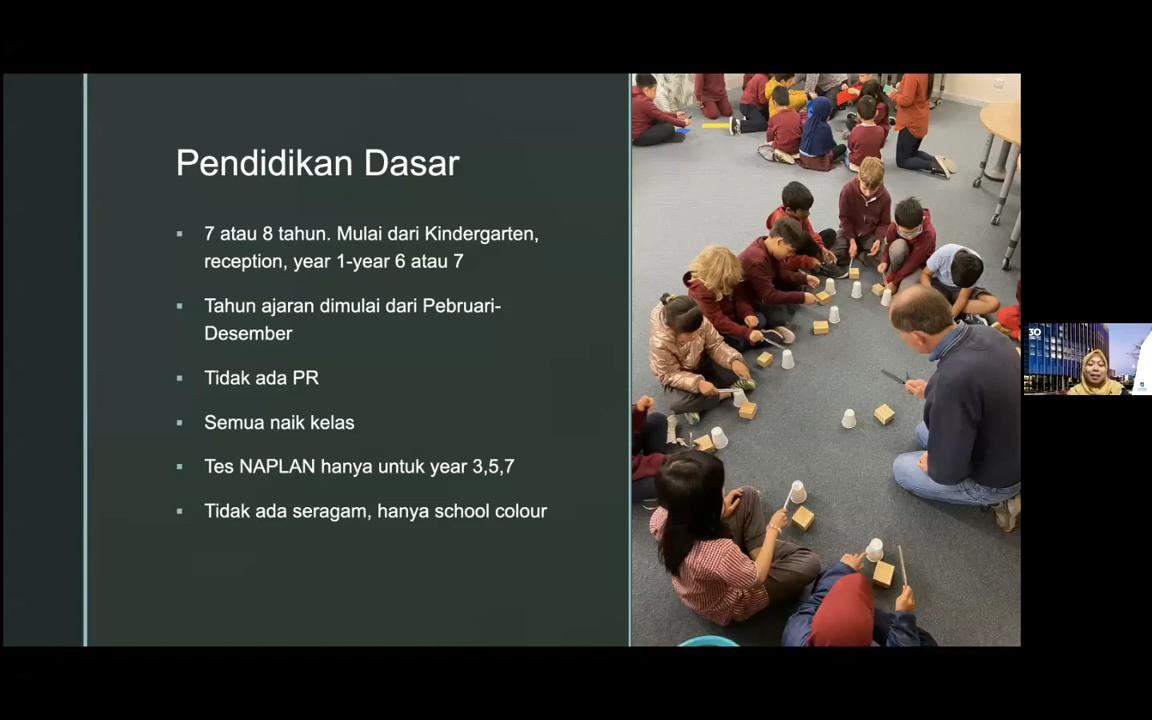 Pendidikan Dasar
7 atau 8 tahun. Mulai dari Kindergarten,
reception, year 1-year 6 atau 7
Tahun ajaran dimulai dari Pebruari-
Desember
Tidak ada PR
Semua naik kelas
Tes NAPLAN hanya untuk year 3,5,7
Tidak ada seragam, hanya school colour
30